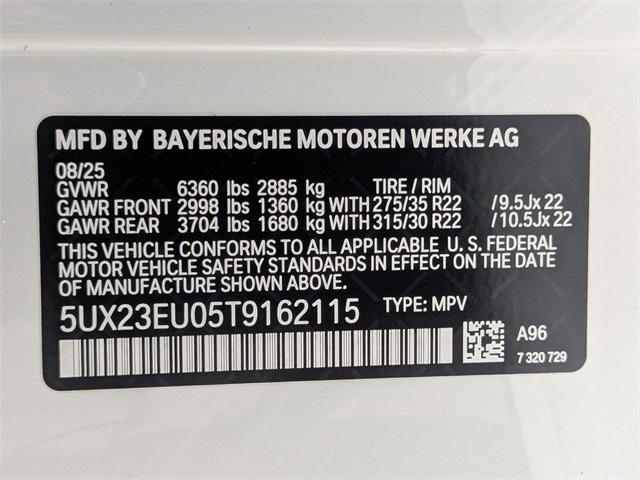 MFD BY BAYERISCHE MOTOREN WERKE AG
08/25
GVWR 6360 lbs 2885 kg TIRE / RIM
GAWR FRONT 2998 lbs 1360 kg WITH 275/35 R22 /9.5Jx 22
GAWR REAR 3704 lbs 1680 kg WITH 315/30 R22 /10.5Jx 22
THIS VEHICLE CONFORMS TO ALL APPLICABLE U. S. FEDERAL
MOTOR VEHICLE SAFETY STANDARDS IN EFFECT ON THE
DATE OF MANUFACTURE SHOWN ABOVE.
5UX23EU05T9162115 TYPE: MPV
A96
7 320 729